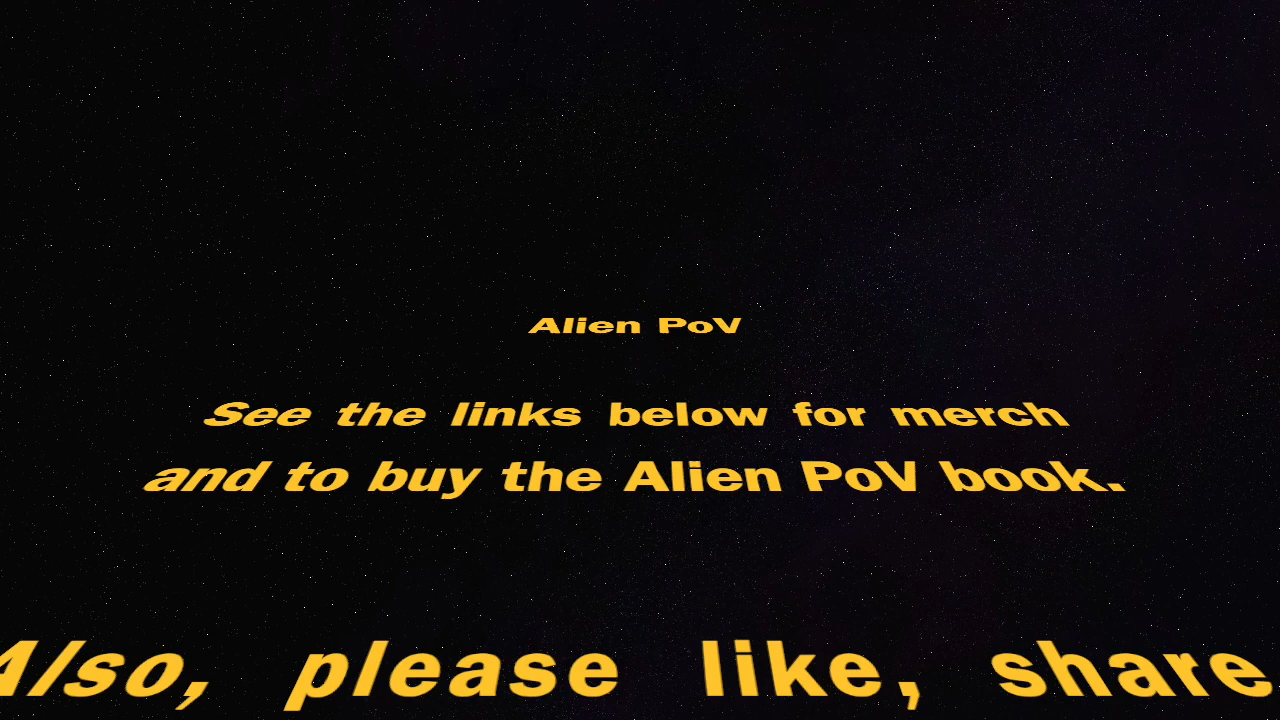 Alien PoV
See the links below for merch
and to buy the Alien PoV book.
Also, please like, share